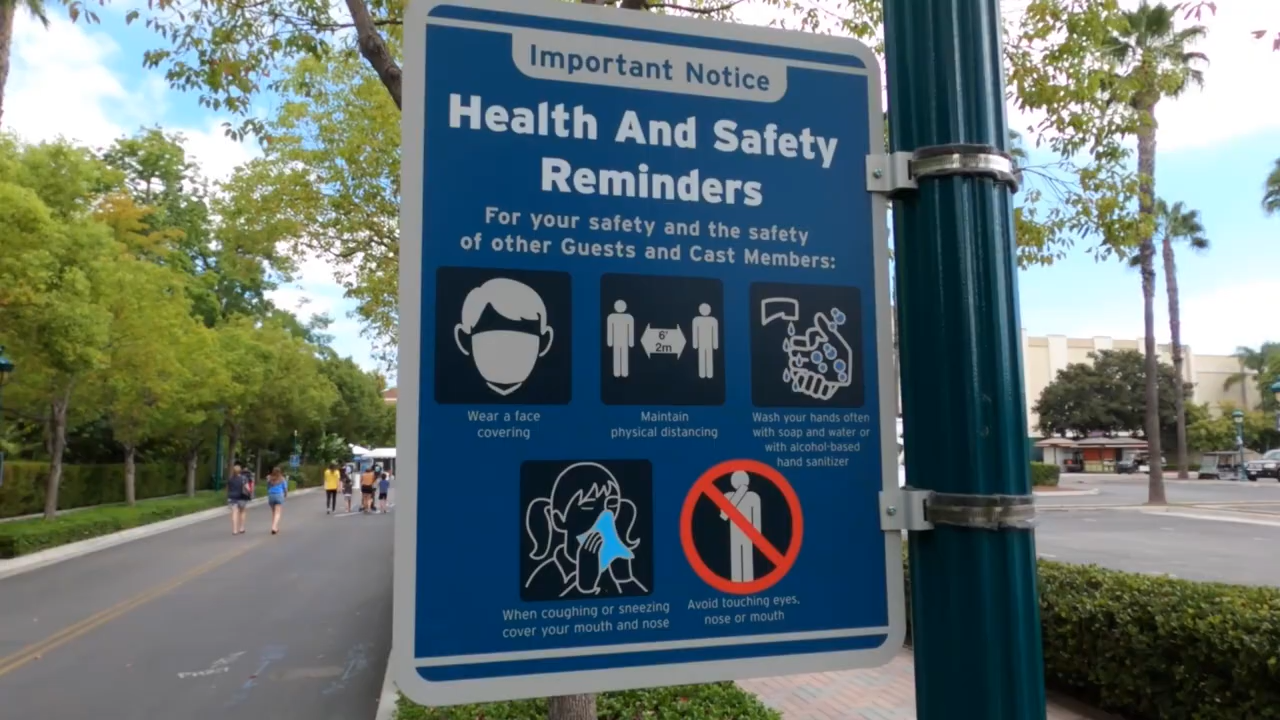 Important Notice
Health And Safety
Reminders
For your safety and the safety
of other Guests and Cast Members:
Wear a face
covering
6'
2m
Maintain
physical distancing
Wash your hands often
with soap and water or
with alcohol-based
hand sanitizer
When coughing or sneezing
cover your mouth and nose
Avoid touching eyes,
nose or mouth